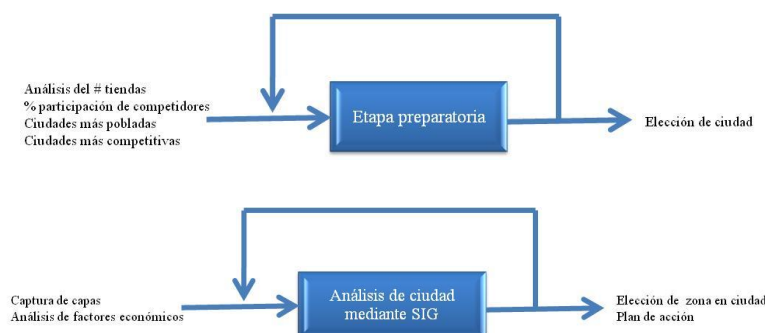 Análisis del # tiendas
% participación de competidores
Ciudades más pobladas
Ciudades más competitivas
Etapa preparatoria
Elección de ciudad
Captura de capas
Análisis de factores económicos
Análisis de ciudad
mediante SIG
Elección de zona en ciudad
Plan de acción